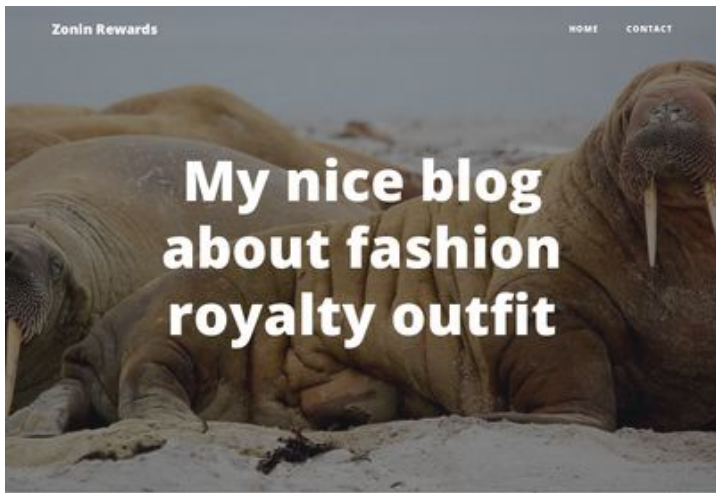 Zonin Rewards
HOME CONTACT
My nice blog
about fashion
royalty outfit